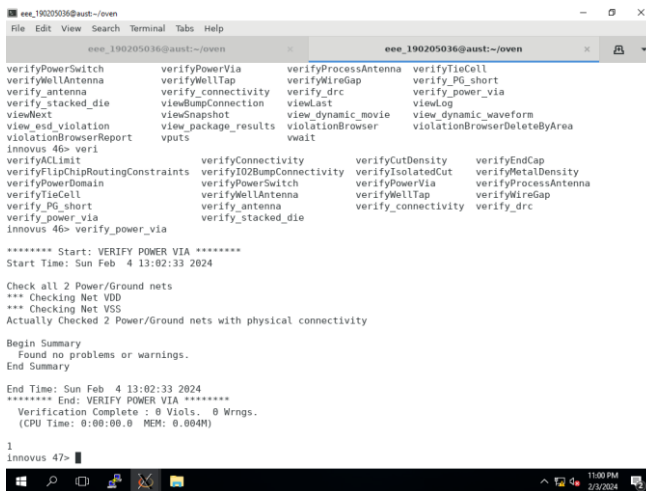 eee_190205036@aust:~/oven
File Edit View Search Terminal Tabs Help
eee_190205036@aust:~/oven × eee_190205036@aust:~/oven ×
verifyPowerSwitch verifyPowerVia verifyProcessAntenna verifyTieCell
verifyWellAntenna verifyWellTap verifyWireGap verify_PG_short
verify_antenna verify_connectivity verify_drc verify_power_via
verify_stacked_die viewBumpConnection viewLast viewLog
viewNext viewSnapshot view_dynamic_movie view_dynamic_waveform
view_esd_violation view_package_results violationBrowser violationBrowserDeleteByArea
violationBrowserReport vputs vwait
innovus 46> veri
verifyACLimit verifyConnectivity verifyCutDensity verifyEndCap
verifyFlipChipRoutingConstraints verifyIO2BumpConnectivity verifyIsolatedCut verifyMetalDensity
verifyPowerDomain verifyPowerSwitch verifyPowerVia verifyProcessAntenna
verifyTieCell verifyWellAntenna verifyWellTap verifyWireGap
verify_PG_short verify_antenna verify_connectivity verify_drc
verify_power_via verify_stacked_die
innovus 46> verify_power_via
******** Start: VERIFY POWER VIA ********
Start Time: Sun Feb 4 13:02:33 2024
Check all 2 Power/Ground nets
*** Checking Net VDD
*** Checking Net VSS
Actually Checked 2 Power/Ground nets with physical connectivity
Begin Summary
Found no problems or warnings.
End Summary
End Time: Sun Feb 4 13:02:33 2024
******** End: VERIFY POWER VIA ********
Verification Complete : 0 Viols. 0 Wrngs.
(CPU Time: 0:00:00.0 MEM: 0.004M)
1
innovus 47>
11:00 PM
2/3/2024
2